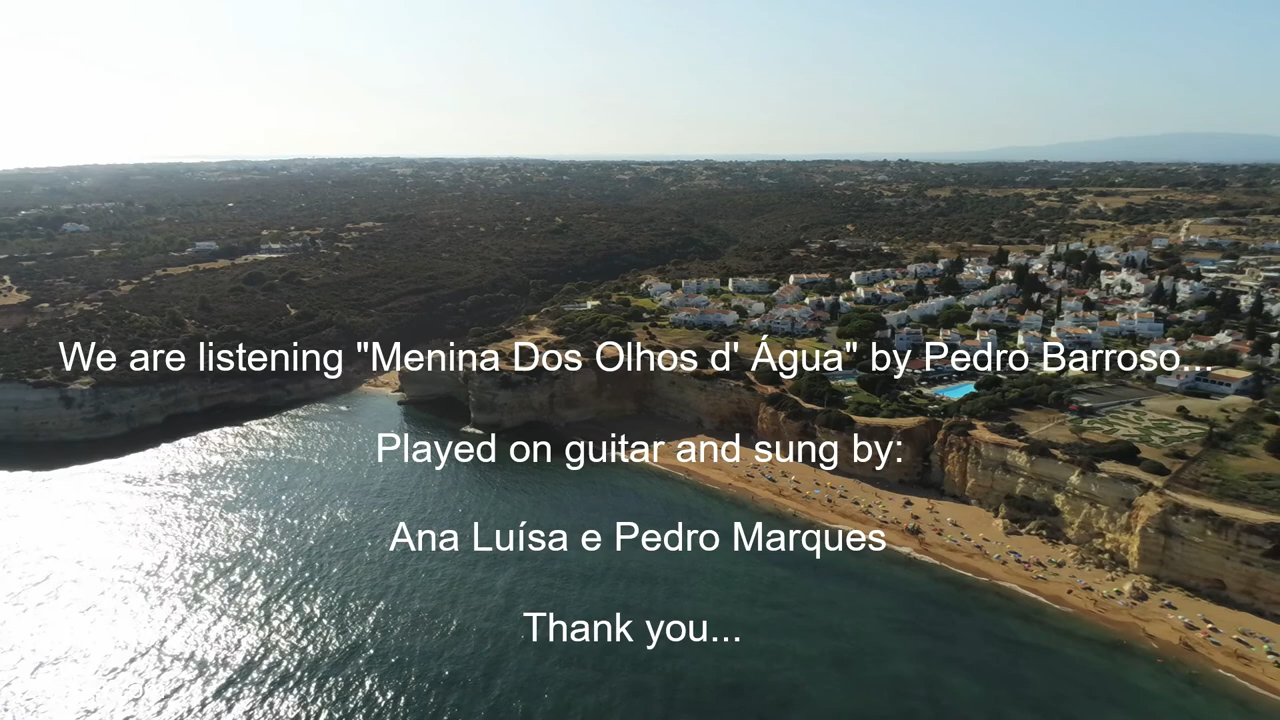 We are listening "Menina Dos Olhos d' Água" by Pedro Barroso...
Played on guitar and sung by:
Ana Luísa e Pedro Marques
Thank you...